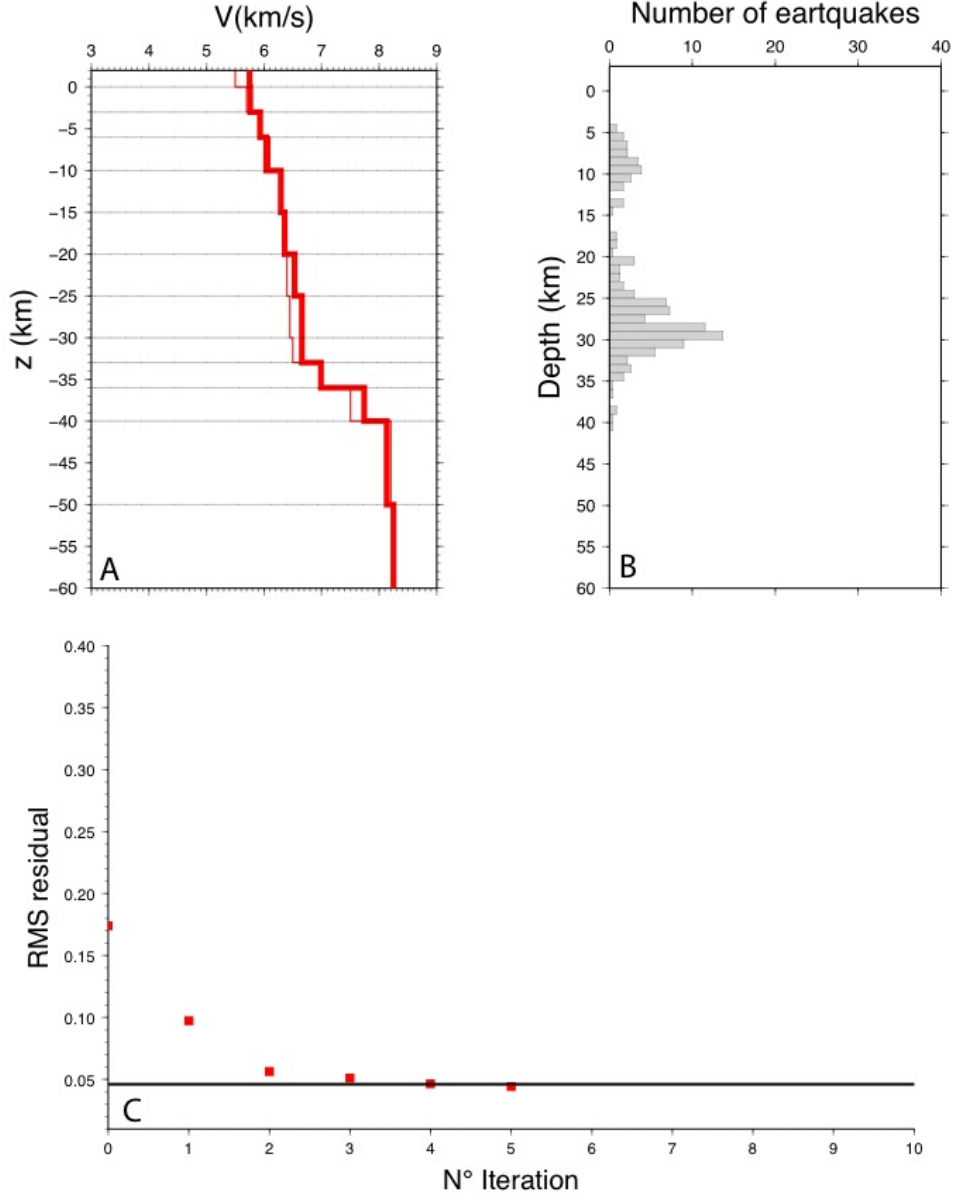 V(km/s)
3 4 5 6 7 8 9
0
−5
−10
−15
−20
−25
−30
−35
−40
−45
−50
−55
−60
z (km)
A
Number of eartquakes
0 10 20 30 40
0
5
10
15
20
25
30
35
40
45
50
55
60
Depth (km)
B
0.40
0.35
0.30
0.25
0.20
0.15
0.10
0.05
RMS residual
C
0 1 2 3 4 5 6 7 8 9 10
N° Iteration